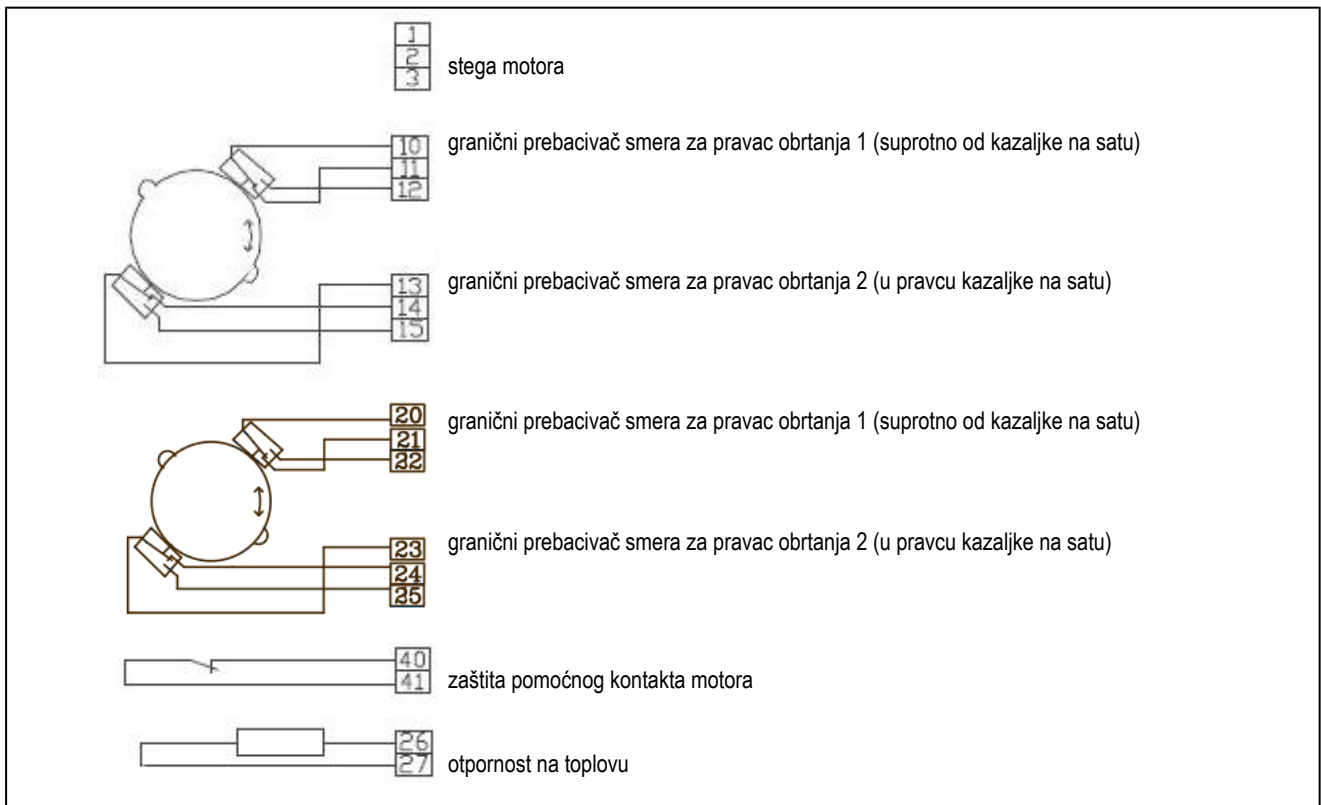 1
2
3
stega motora
10
11
12
granični prebacivač smera za pravac obrtanja 1 (suprotno od kazaljke na satu)
13
14
15
granični prebacivač smera za pravac obrtanja 2 (u pravcu kazaljke na satu)
20
21
22
granični prebacivač smera za pravac obrtanja 1 (suprotno od kazaljke na satu)
23
24
25
granični prebacivač smera za pravac obrtanja 2 (u pravcu kazaljke na satu)
40
41
zaštita pomoćnog kontakta motora
26
27
otpornost na toplovu